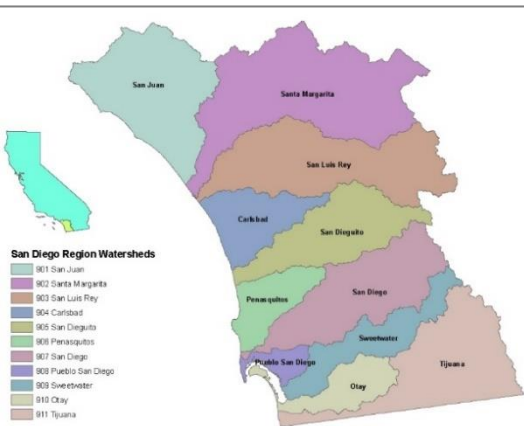 San Juan
Santa Margarita
San Luis Rey
Carlsbad
San Dieguito
Penasquitos
San Diego
Sweetwater
Pueblo San Diego
Otay
Tijuana
San Diego Region Watersheds
901 San Juan
902 Santa Margarita
903 San Luis Rey
904 Carlsbad
905 San Dieguito
906 Penasquitos
907 San Diego
908 Pueblo San Diego
909 Sweetwater
910 Otay
911 Tijuana